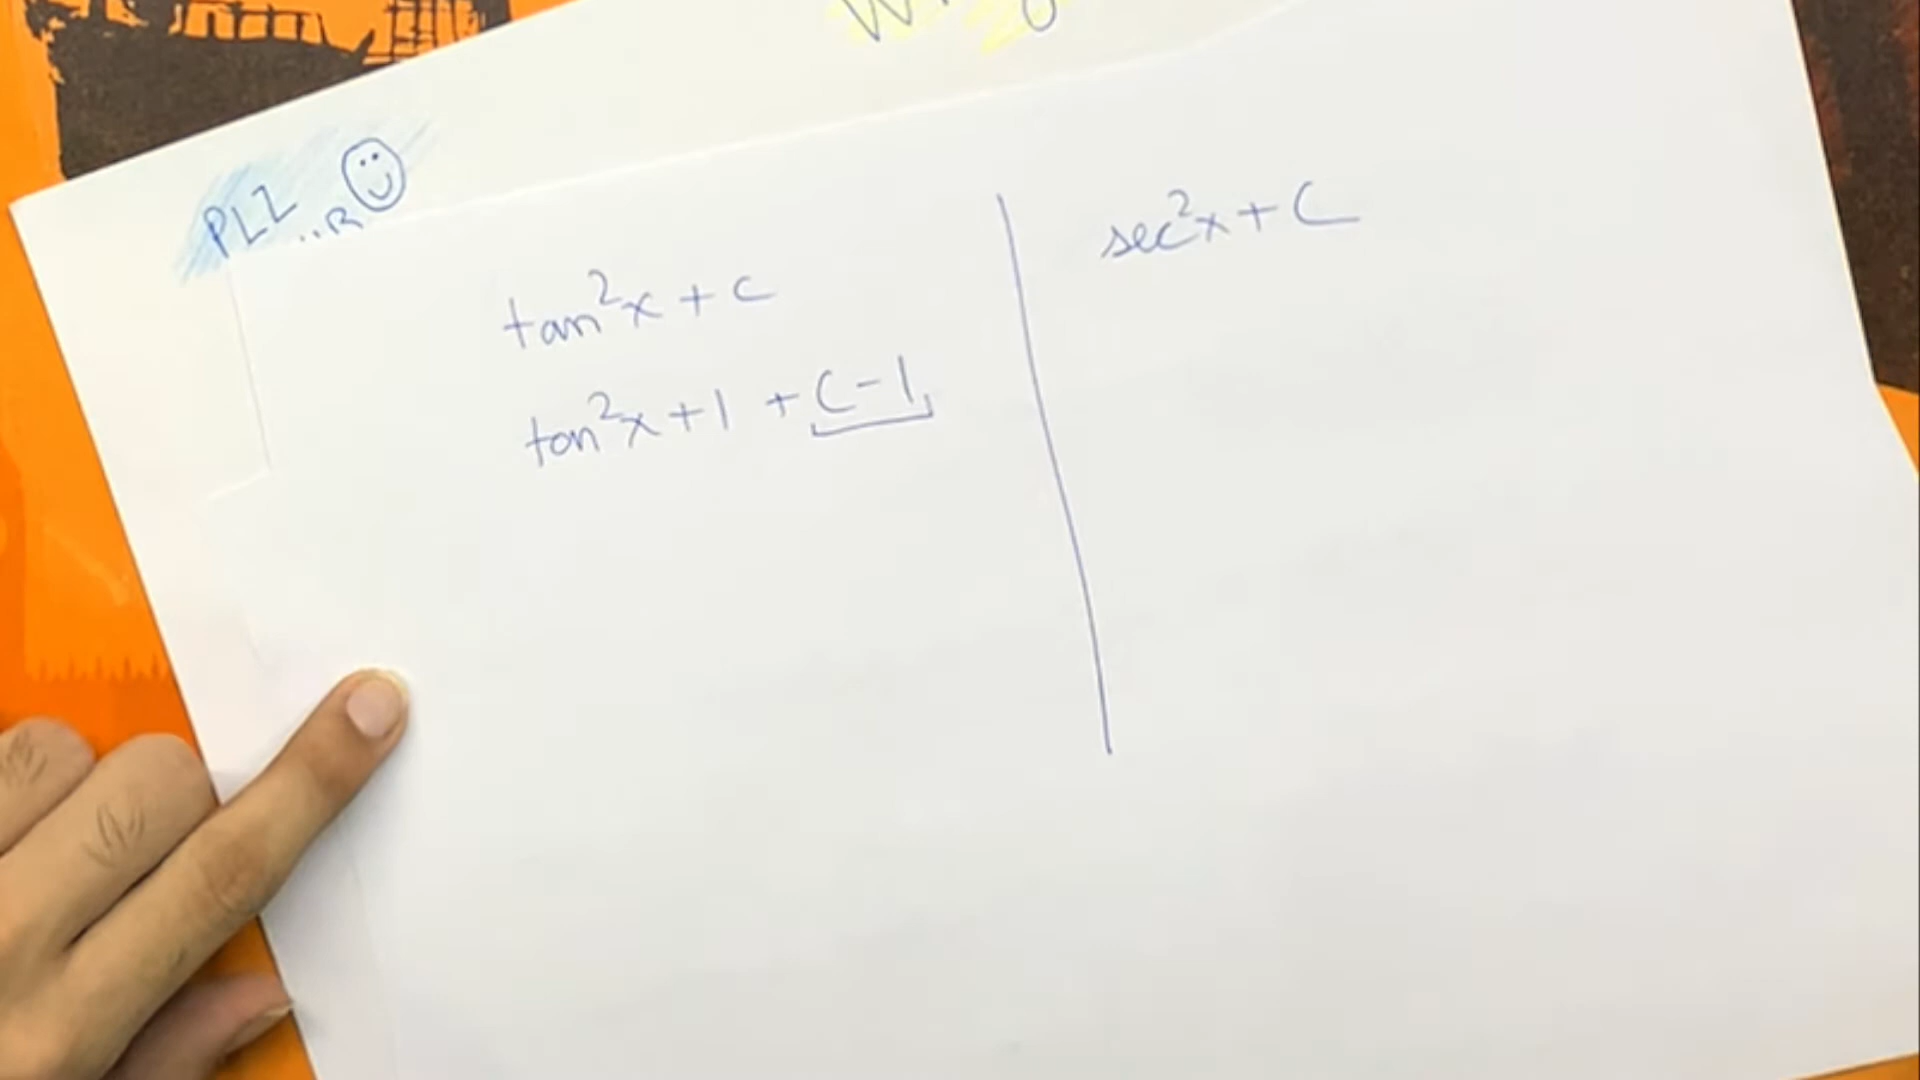 PLZ
..R
tan²x + c
tan²x + 1 + C - 1
sec²x + C